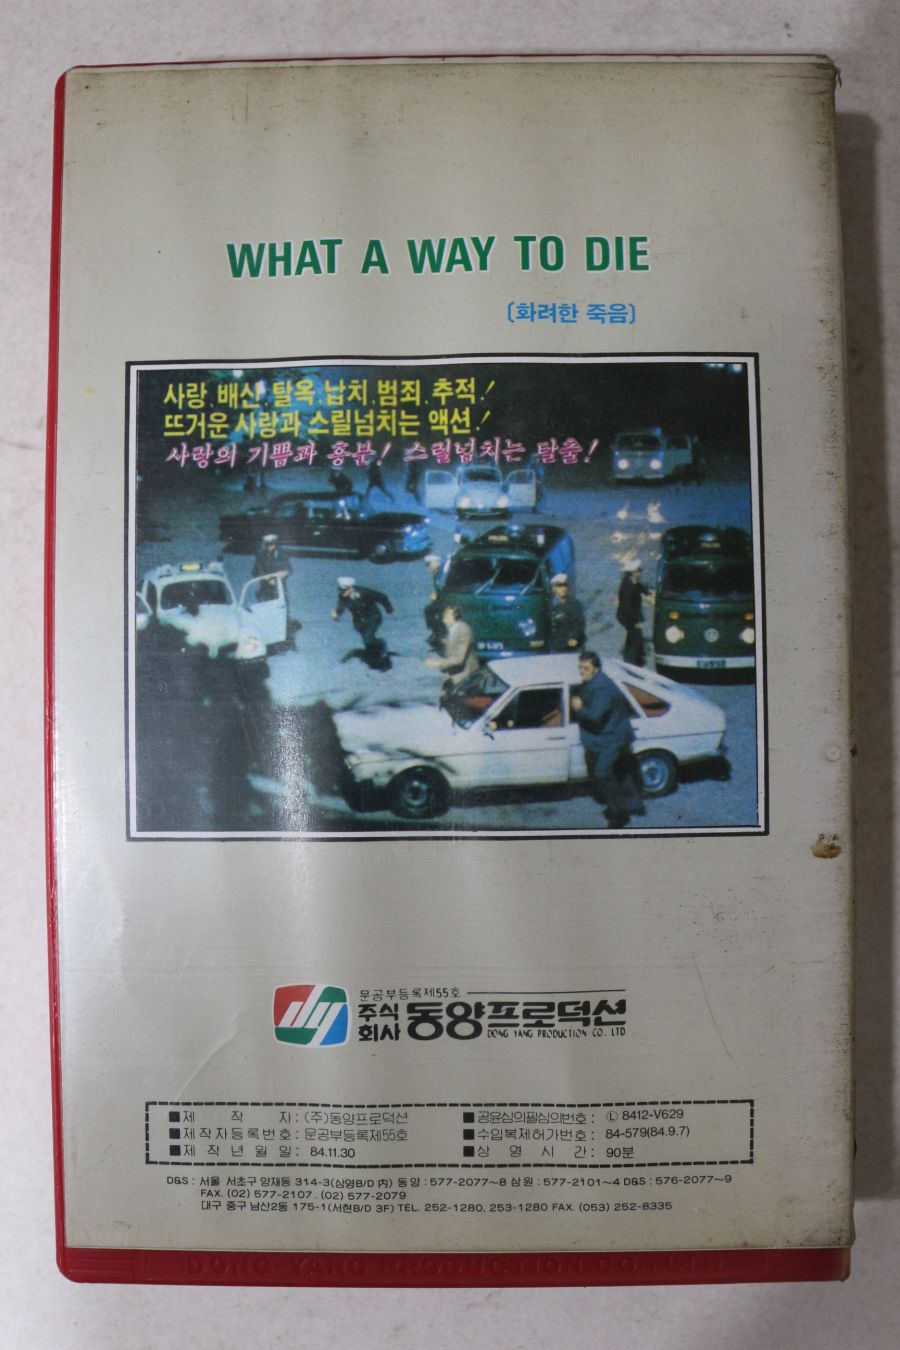 WHAT A WAY TO DIE
〔화려한 죽음〕
사랑.배신.탈옥.납치.범죄.추적!
뜨거운 사랑과 스릴넘치는 액션!
사랑의 기쁨과 흥분! 스릴넘치는 탈출!
문공부등록제55호
주식회사 동양프로덕션
DONG YANG PRODUCTION CO. LTD
■제 작 자 : (주)동양프로덕션
■공윤심의필심의번호 : Ⓛ 8412-V629
■제작자등록번호 : 문공부등록제55호
■수입복제허가번호 : 84-579(84.9.7)
■제 작 년 월 일 : 84.11.30
■상 영 시 간 : 90분
D&S : 서울 서초구 양재동 314-3(삼영B/D 内) 동양 : 577-2077~8 삼원 : 577-2101~4 D&S : 576-2077~9
FAX. (02) 577-2107 . (02) 577-2079
대구 중구 남산2동 175-1(서현B/D 3F) TEL. 252-1280, 253-1280 FAX. (053) 252-8335
DONG YANG PRODUCTION CO., LTD